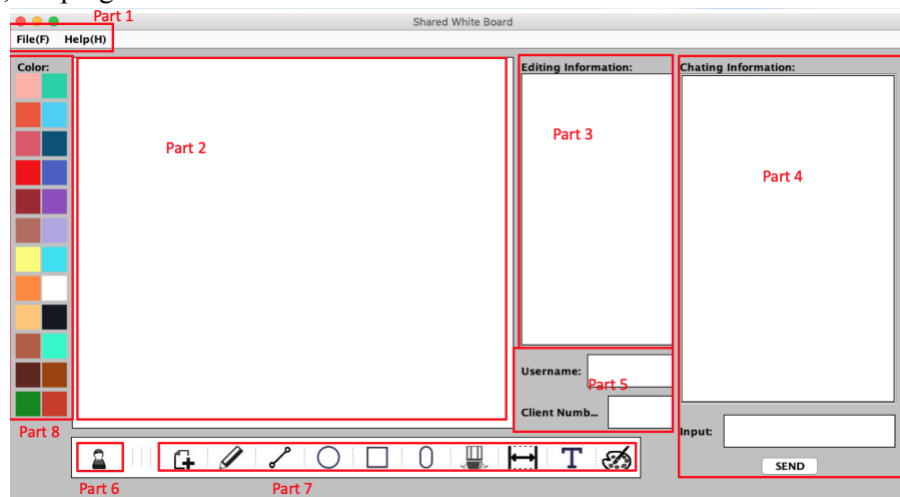 Part 1
Shared White Board
File(F) Help(H)
Color:
Editing Information:
Chating Information:
Part 2
Part 3
Part 4
Username:
Part 5
Client Numb...
Part 8
Input:
T
SEND
Part 6
Part 7